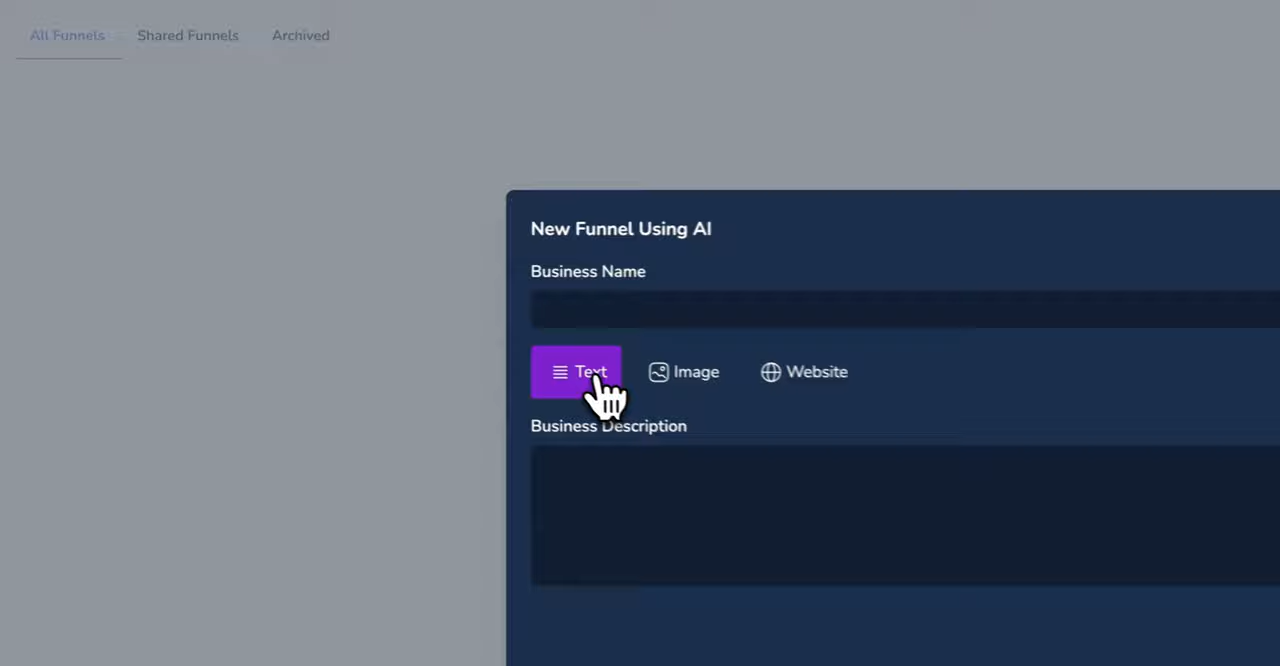 All Funnels Shared Funnels Archived
New Funnel Using AI
Business Name
Text Image Website
Business Description